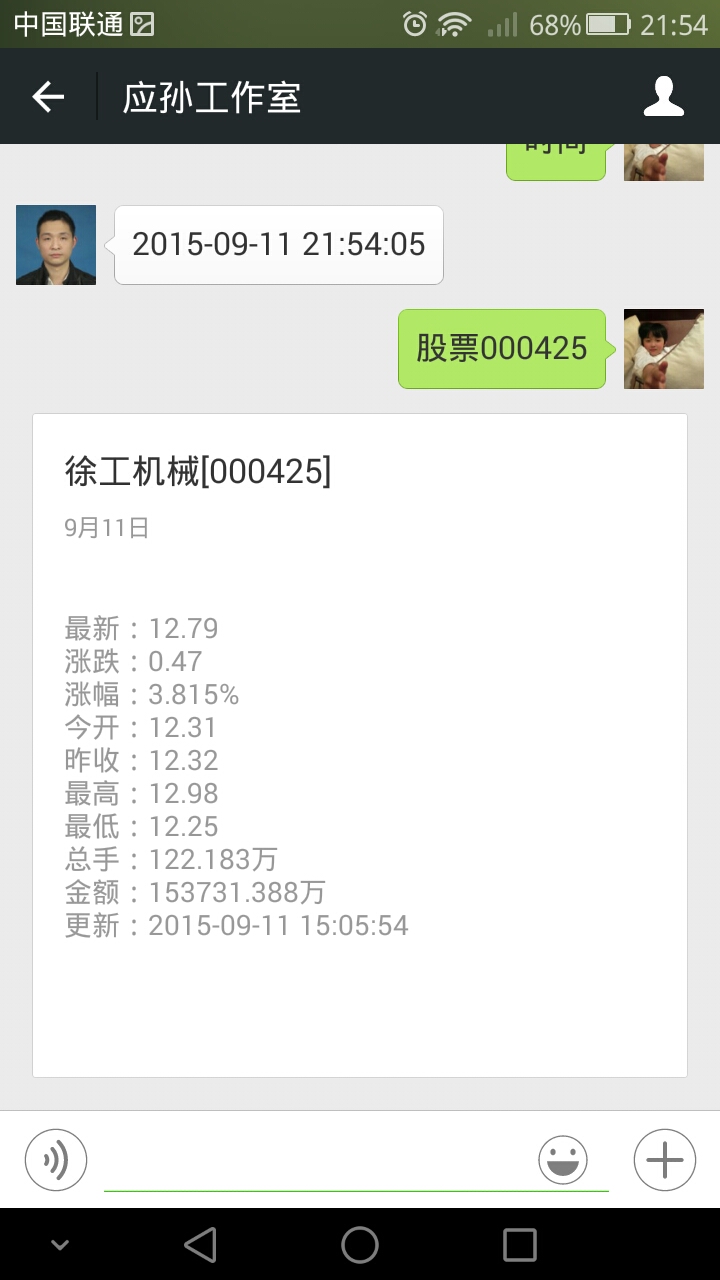 中国联通 68% 21:54
应孙工作室
时间
2015-09-11 21:54:05
股票000425
徐工机械[000425]
9月11日
最新：12.79
涨跌：0.47
涨幅：3.815%
今开：12.31
昨收：12.32
最高：12.98
最低：12.25
总手：122.183万
金额：153731.388万
更新：2015-09-11 15:05:54